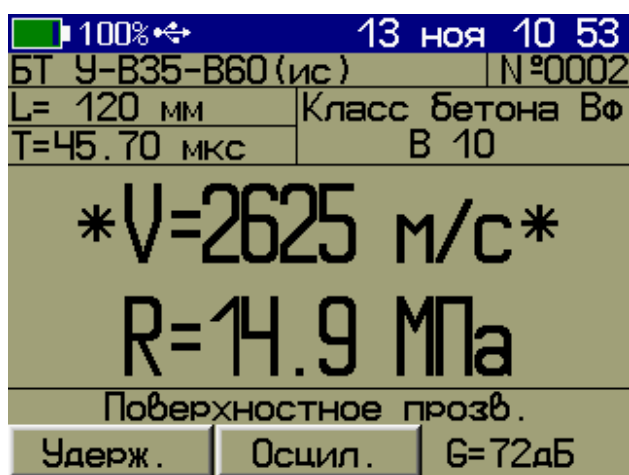 100% 13 ноя 10 53
БТ У-В35-В60(ис) №0002
L= 120 мм
Класс бетона Вф
T=45.70 мкс
В 10
*V=2625 м/с*
R=14.9 МПа
Поверхностное прозв.
Удерж. Осцил. G=72дБ